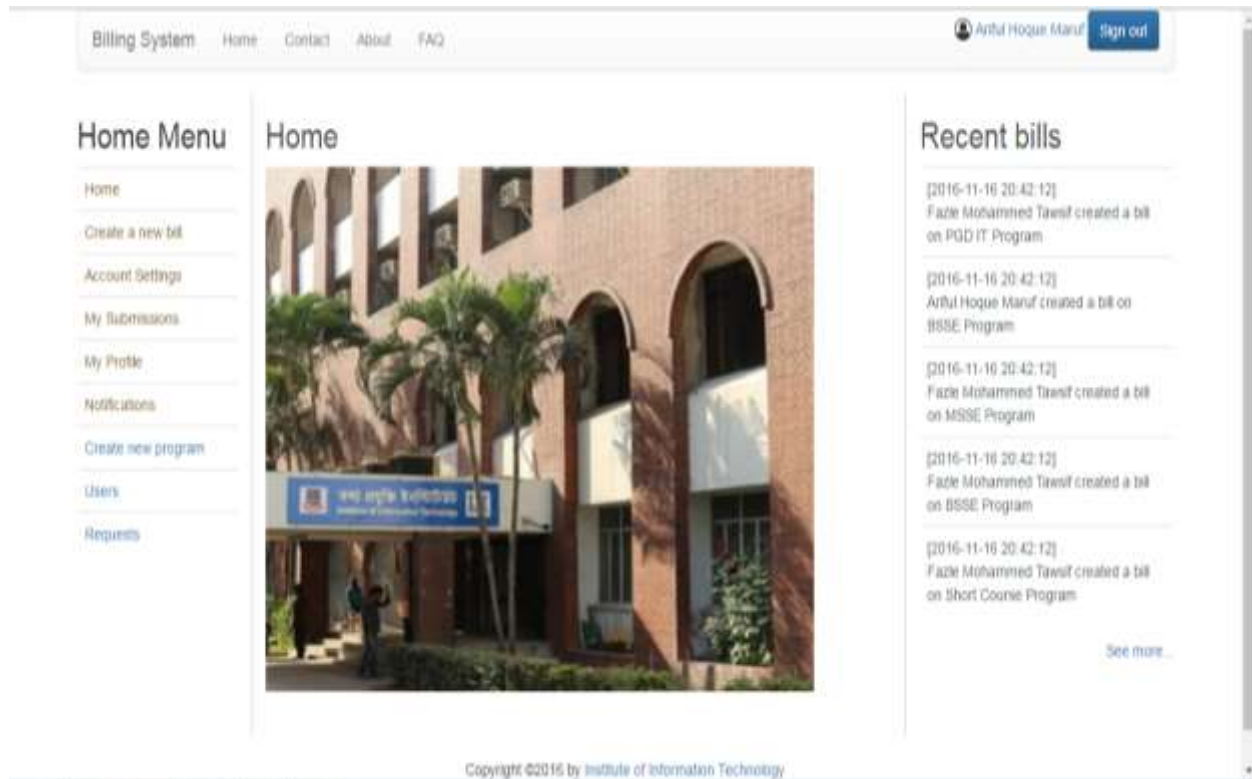 Billing System Home Contact About FAQ
Ariful Hoque Maruf Sign out
Home Menu
Home
Create a new bill
Account Settings
My Submissions
My Profile
Notifications
Create new program
Users
Requests
Home
তথ্য প্রযুক্তি ইনস্টিটিউট
Institute of Information Technology
Recent bills
[2016-11-16 20:42:12]
Fazle Mohammed Tawsif created a bill
on PGD IT Program
[2016-11-16 20:42:12]
Ariful Hoque Maruf created a bill on
BSSE Program
[2016-11-16 20:42:12]
Fazle Mohammed Tawsif created a bill
on MSSE Program
[2016-11-16 20:42:12]
Fazle Mohammed Tawsif created a bill
on BSSE Program
[2016-11-16 20:42:12]
Fazle Mohammed Tawsif created a bill
on Short Course Program
See more...
Copyright ©2016 by Institute of Information Technology